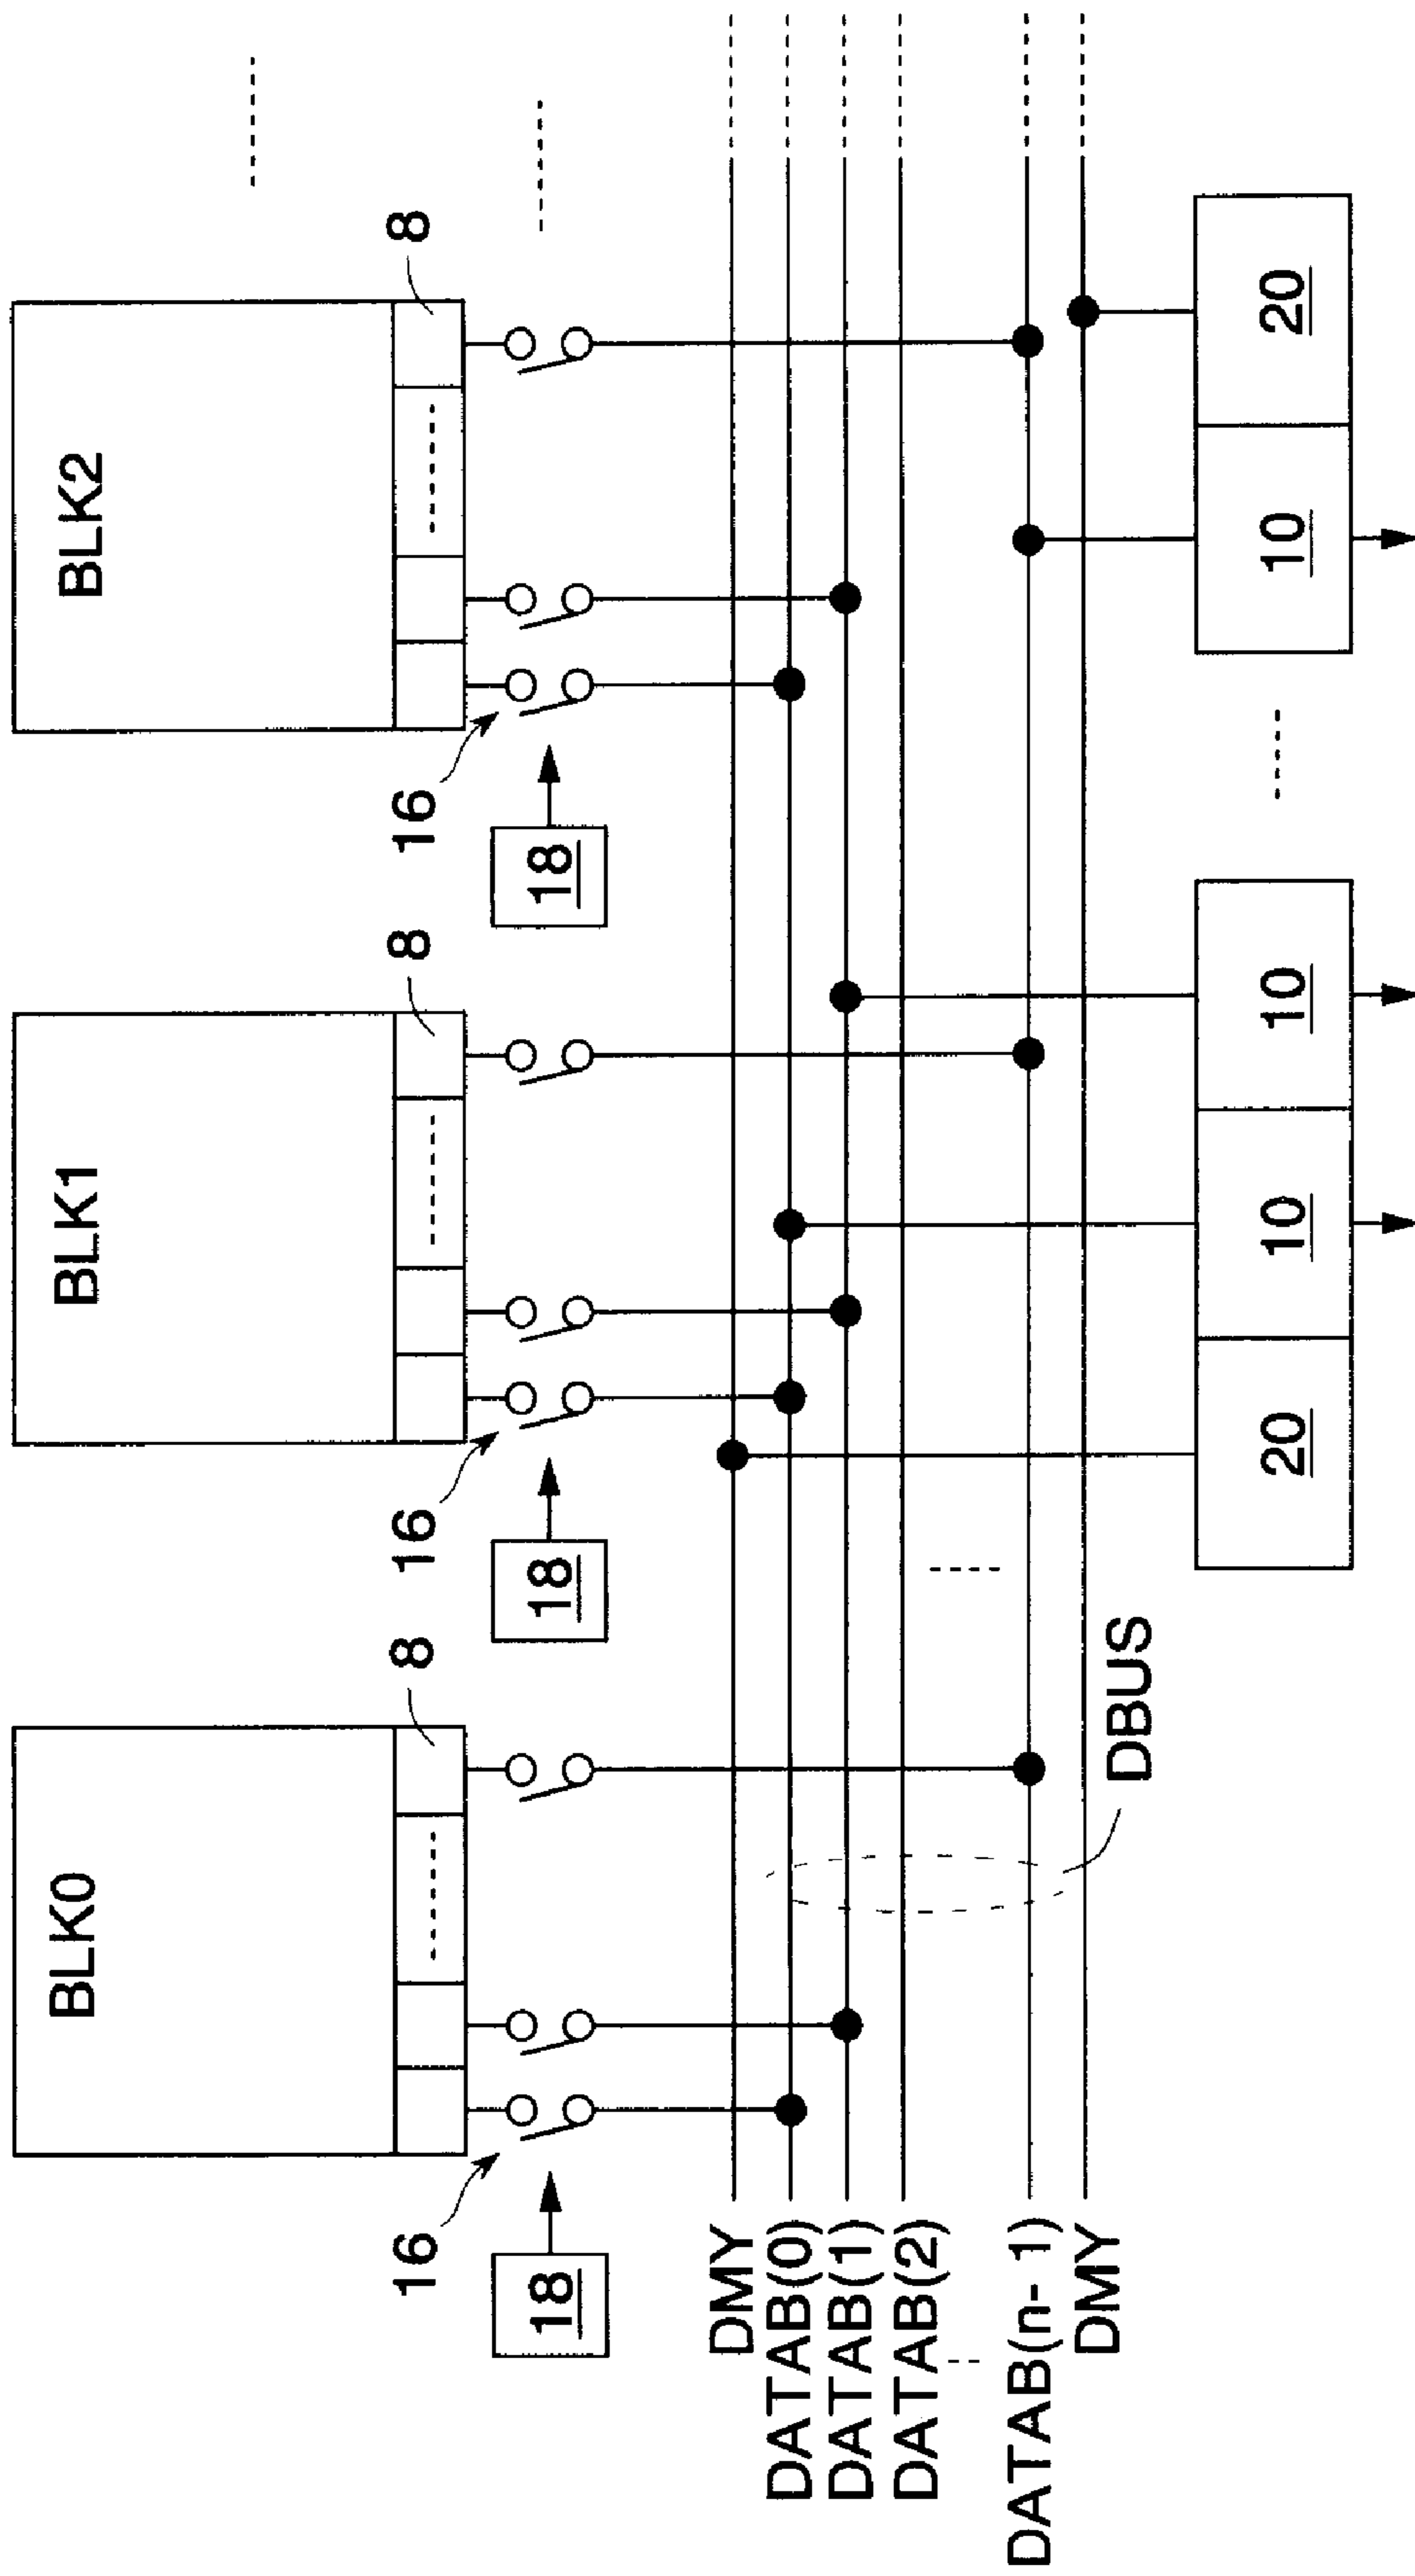 BLK0
BLK1
BLK2
8
8
8
16
16
16
18
18
18
DMY
DATAB(0)
DATAB(1)
DATAB(2)
DATAB(n- 1)
DMY
DBUS
20
10
10
10
20